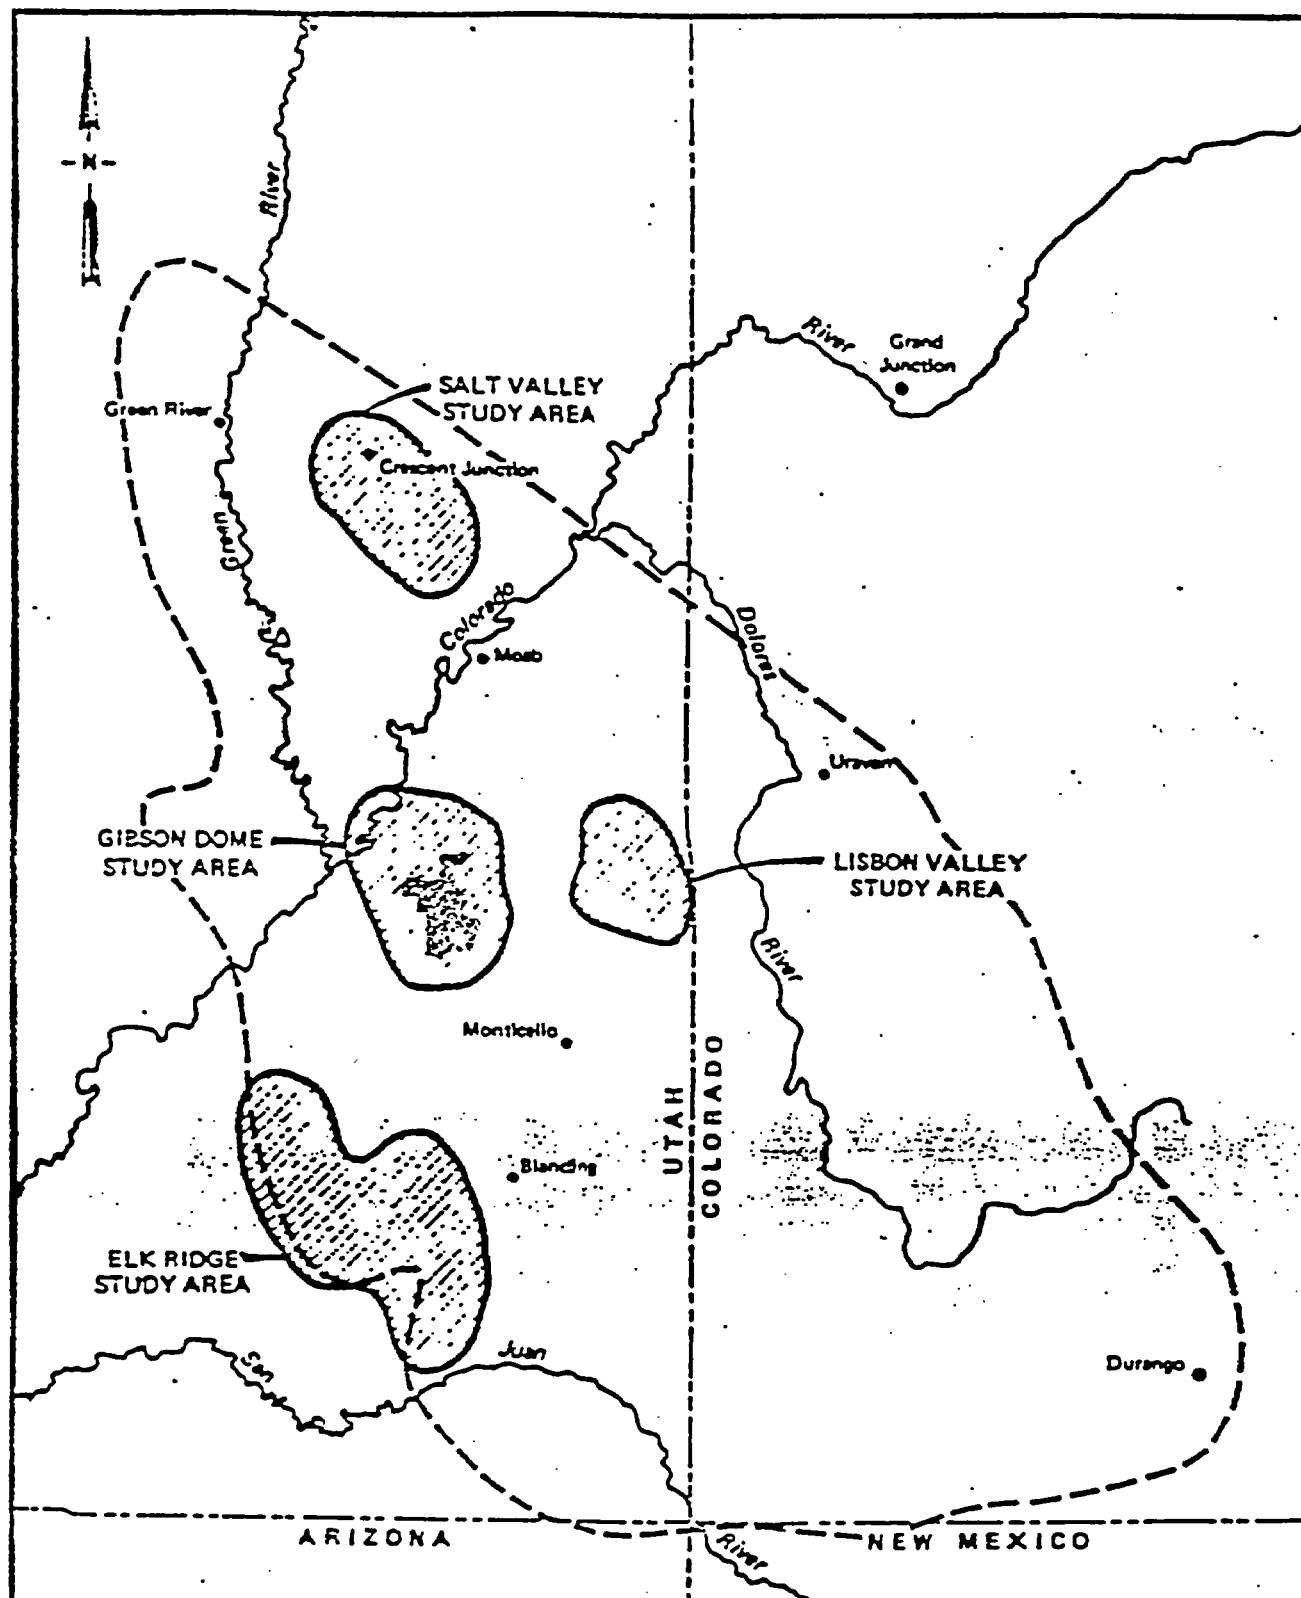 N
River
River
Grand
Junction
SALT VALLEY
STUDY AREA
Green River
Crescent Junction
Green
Colorado
Moab
Dolores
Uravan
GIBSON DOME
STUDY AREA
LISBON VALLEY
STUDY AREA
River
Monticello
UTAH
COLORADO
Blanding
ELK RIDGE
STUDY AREA
San
Juan
Durango
ARIZONA
NEW MEXICO
River